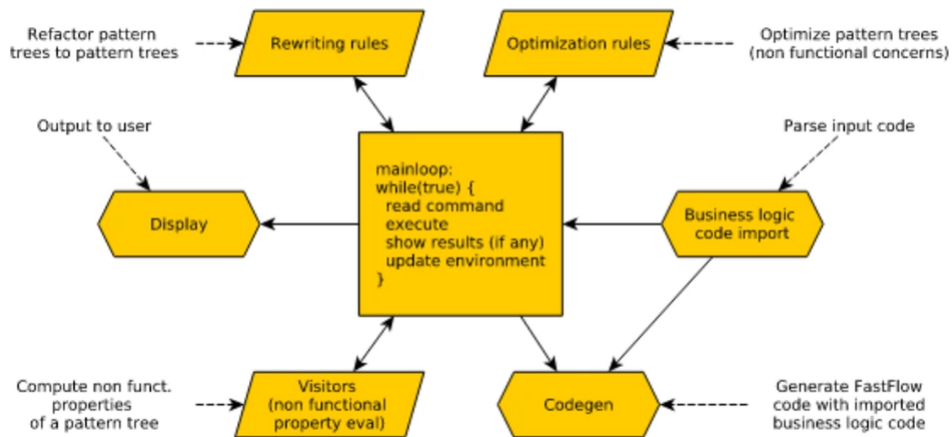 Refactor pattern
trees to pattern trees
Rewriting rules
Optimization rules
Optimize pattern trees
(non functional concerns)
Output to user
Parse input code
mainloop:
while(true) {
read command
execute
show results (if any)
update environment
}
Display
Business logic
code import
Compute non funct.
properties
of a pattern tree
Visitors
(non functional
property eval)
Codegen
Generate FastFlow
code with imported
business logic code